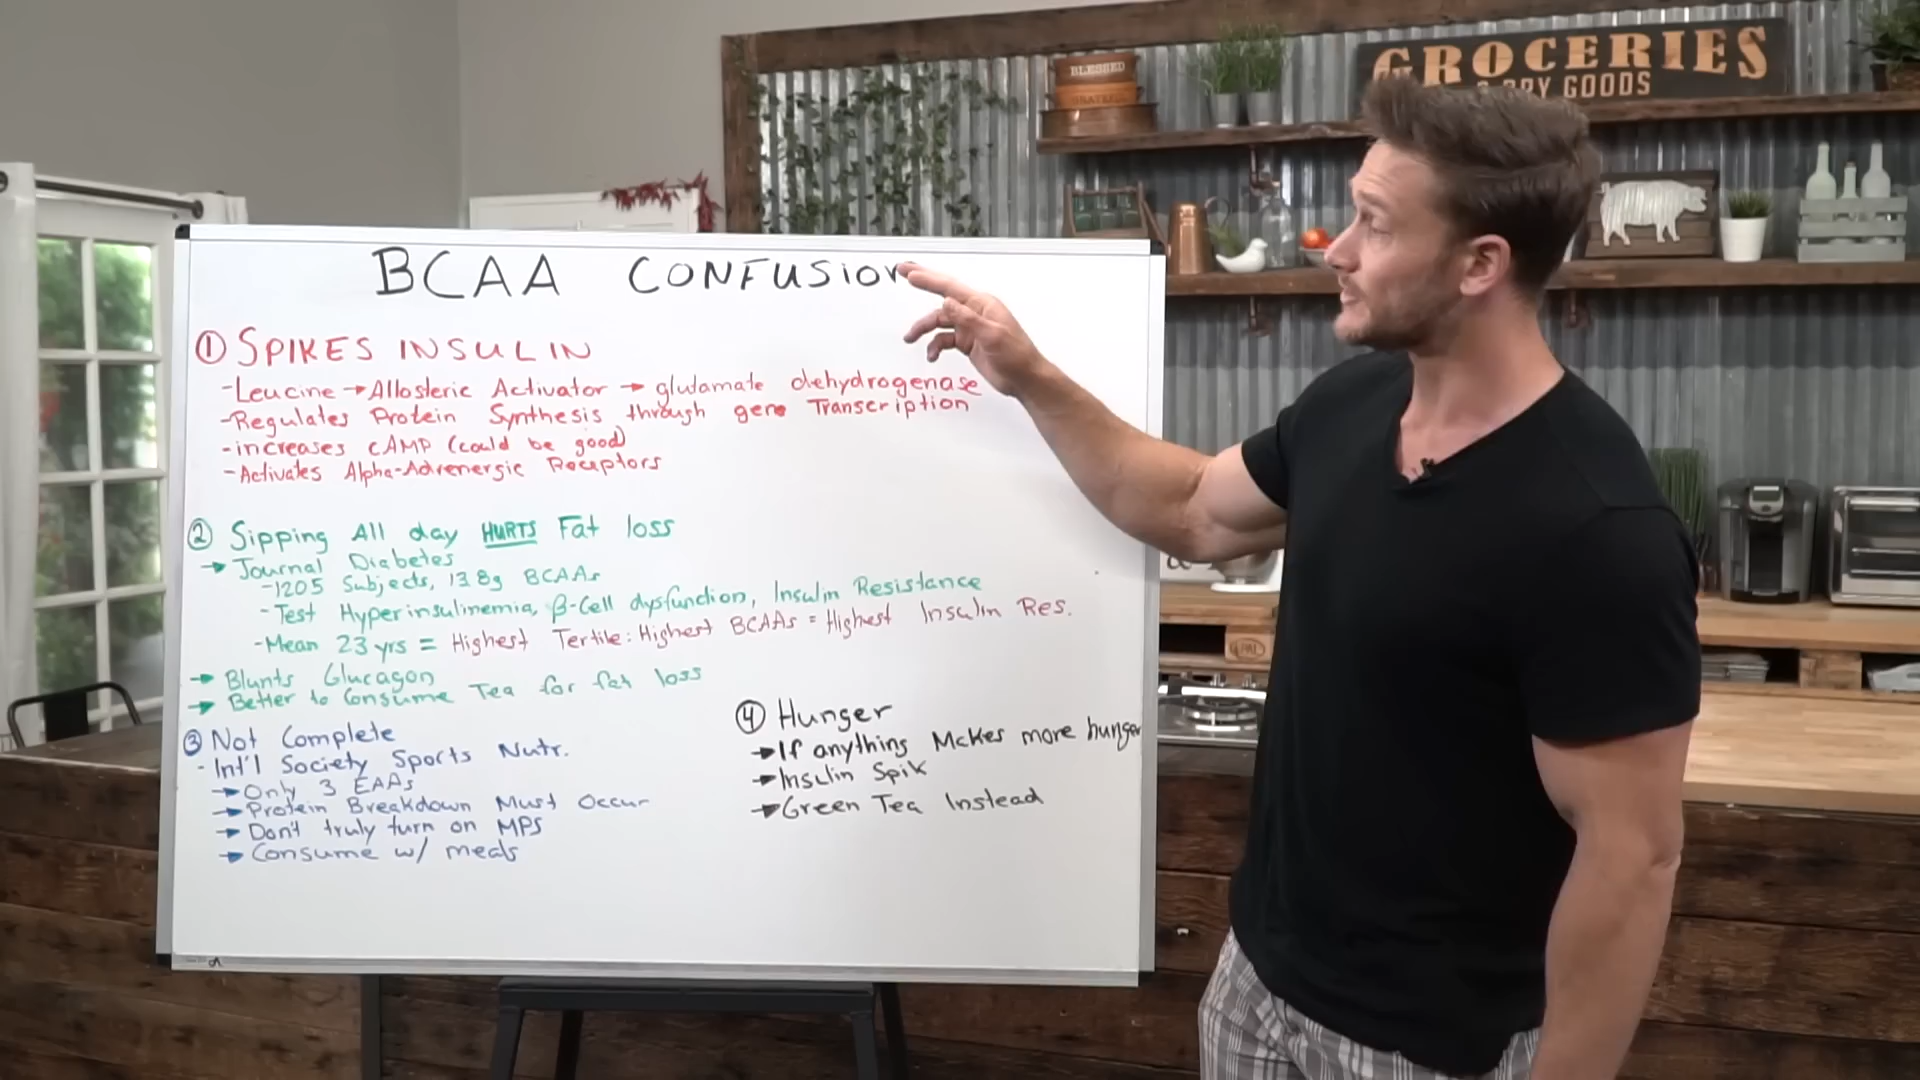 BLESSED
GRATEFUL
GROCERIES
& DRY GOODS
BCAA CONFUSION
① SPIKES INSULIN
-Leucine → Allosteric Activator → glutamate dehydrogenase
-Regulates Protein Synthesis through gene Transcription
-increases cAMP (could be good)
-Activates Alpha-Adrenergic Receptors
② Sipping All day HURTS Fat loss
→ Journal Diabetes
-1205 Subjects, 138g BCAAs
-Test Hyperinsulinemia, β-Cell dysfunction, Insulin Resistance
-Mean 23 yrs = Highest Tertile: Highest BCAAs = Highest Insulin Res.
→ Blunts Glucagon
→ Better to Consume Tea for fat loss
③ Not Complete
- Int'l Society Sports Nutr.
→ Only 3 EAAs
→ Protein Breakdown Must Occur
→ Don't truly turn on MPS
→ Consume w/ meals
④ Hunger
→ If anything Makes more hunger
→ Insulin Spik
→ Green Tea Instead